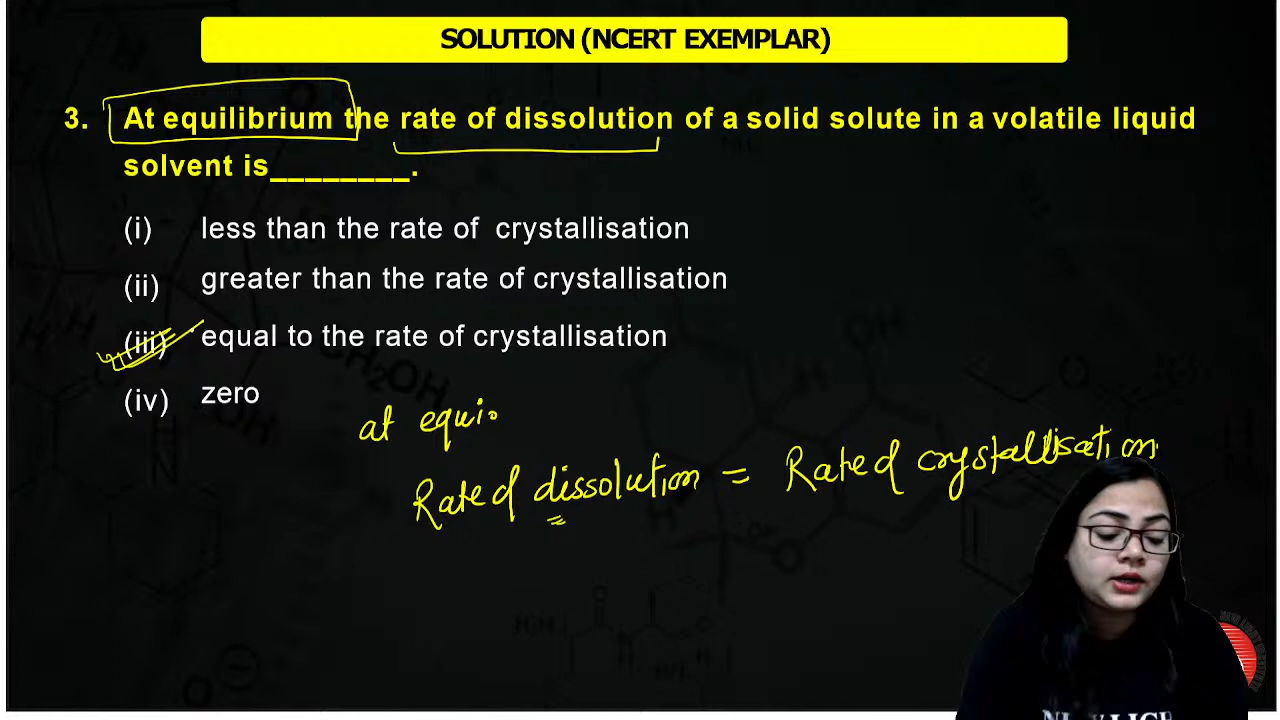 SOLUTION (NCERT EXEMPLAR)
3. At equilibrium the rate of dissolution of a solid solute in a volatile liquid
solvent is________.
(i) less than the rate of crystallisation
(ii) greater than the rate of crystallisation
(iii) equal to the rate of crystallisation
(iv) zero
at equi.
Rate of dissolution = Rate of crystallisation